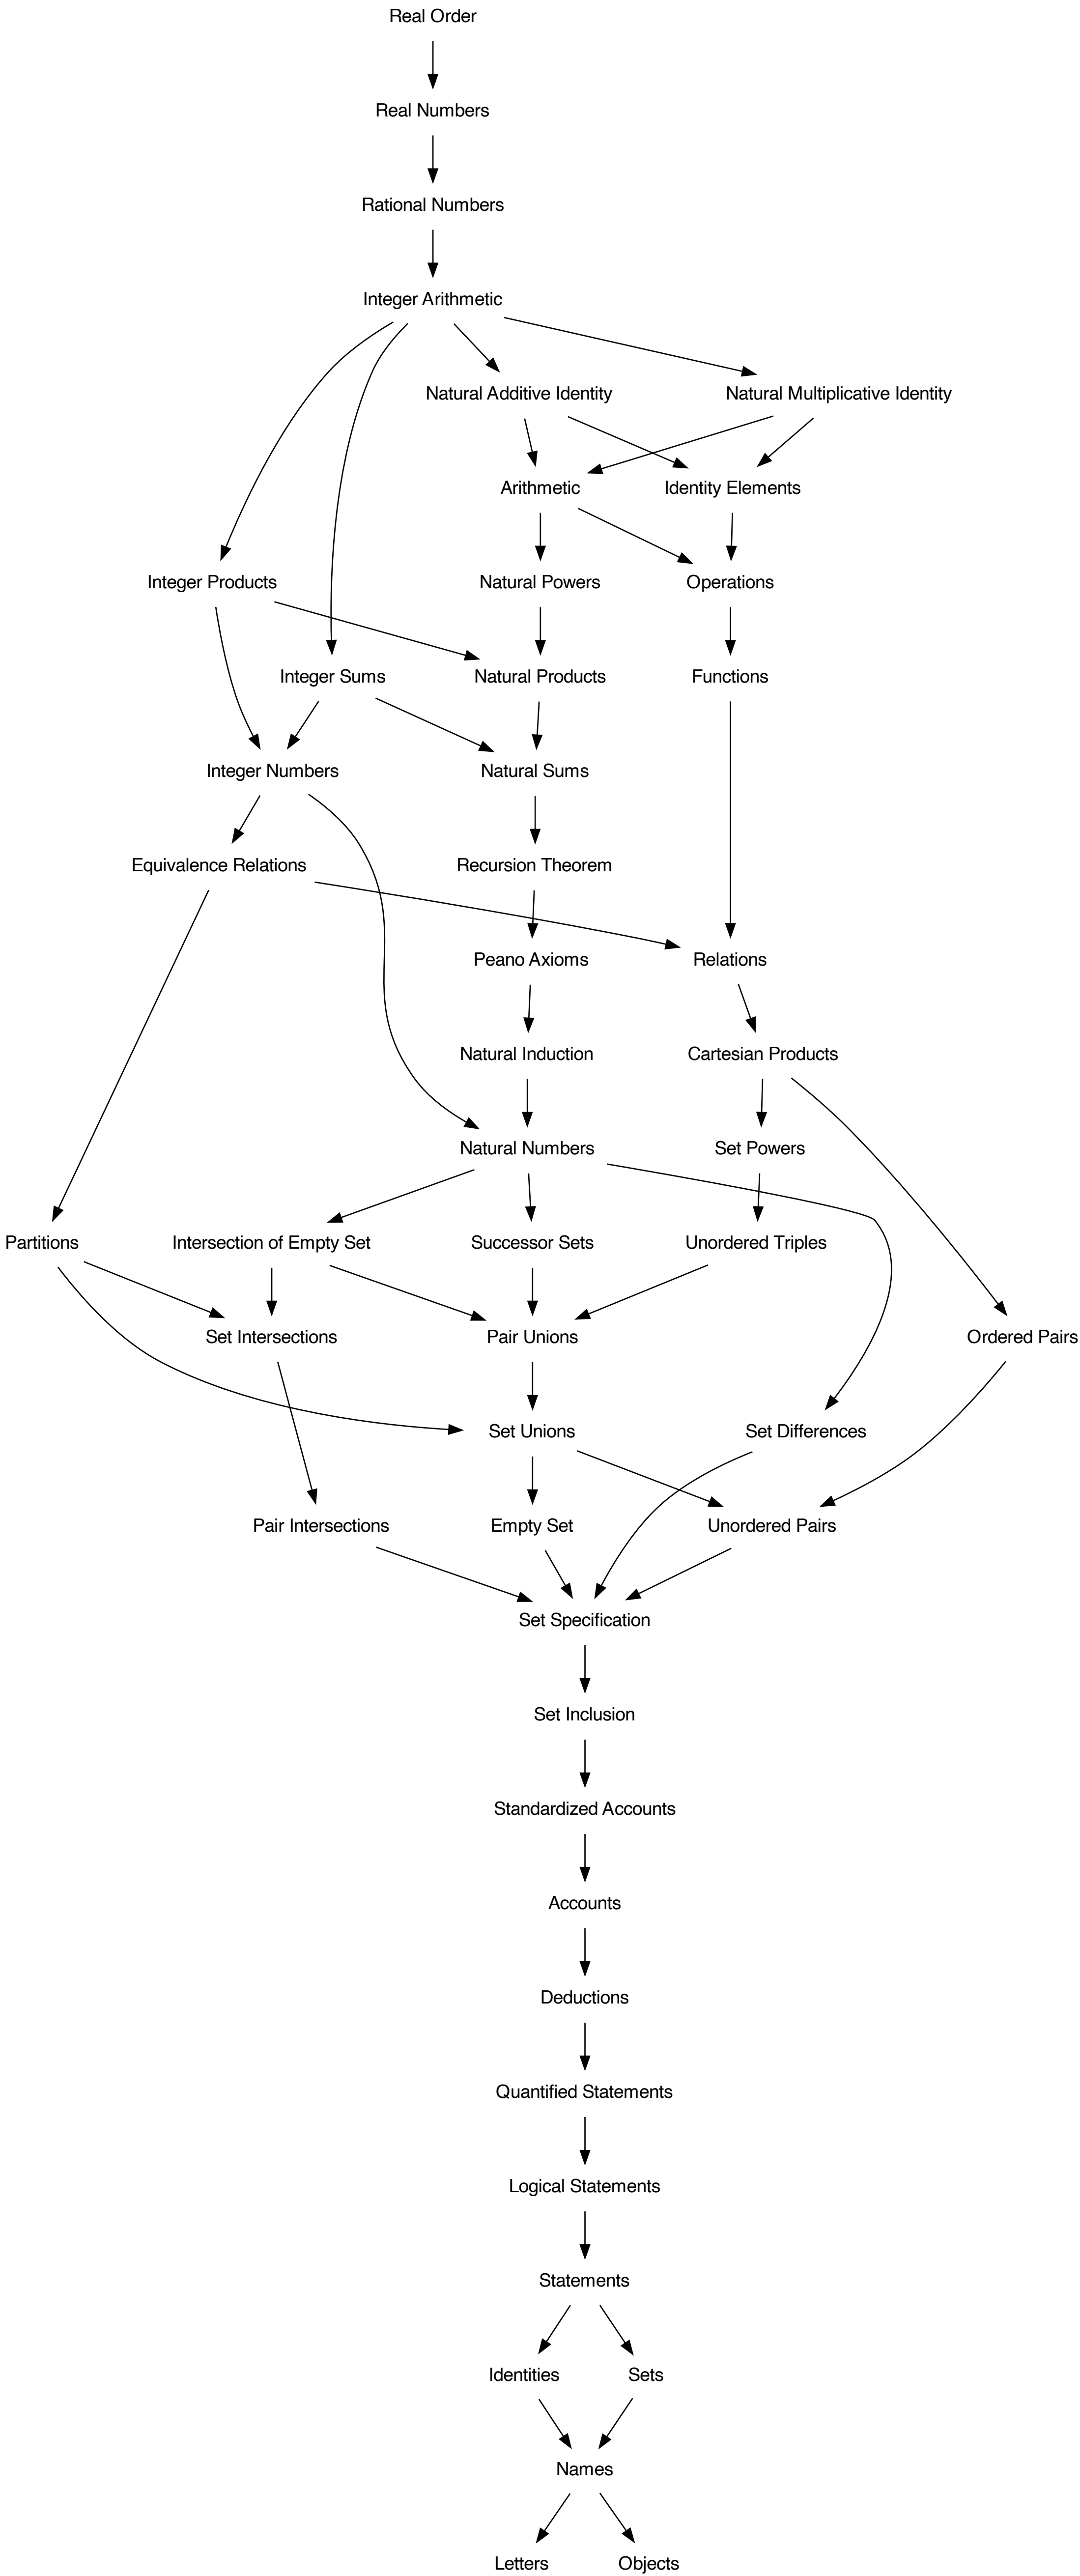 Real Order
Real Numbers
Rational Numbers
Integer Arithmetic
Natural Additive Identity
Natural Multiplicative Identity
Arithmetic
Identity Elements
Integer Products
Natural Powers
Operations
Integer Sums
Natural Products
Functions
Integer Numbers
Natural Sums
Equivalence Relations
Recursion Theorem
Peano Axioms
Relations
Natural Induction
Cartesian Products
Natural Numbers
Set Powers
Partitions
Intersection of Empty Set
Successor Sets
Unordered Triples
Set Intersections
Pair Unions
Ordered Pairs
Set Unions
Set Differences
Pair Intersections
Empty Set
Unordered Pairs
Set Specification
Set Inclusion
Standardized Accounts
Accounts
Deductions
Quantified Statements
Logical Statements
Statements
Identities
Sets
Names
Letters
Objects